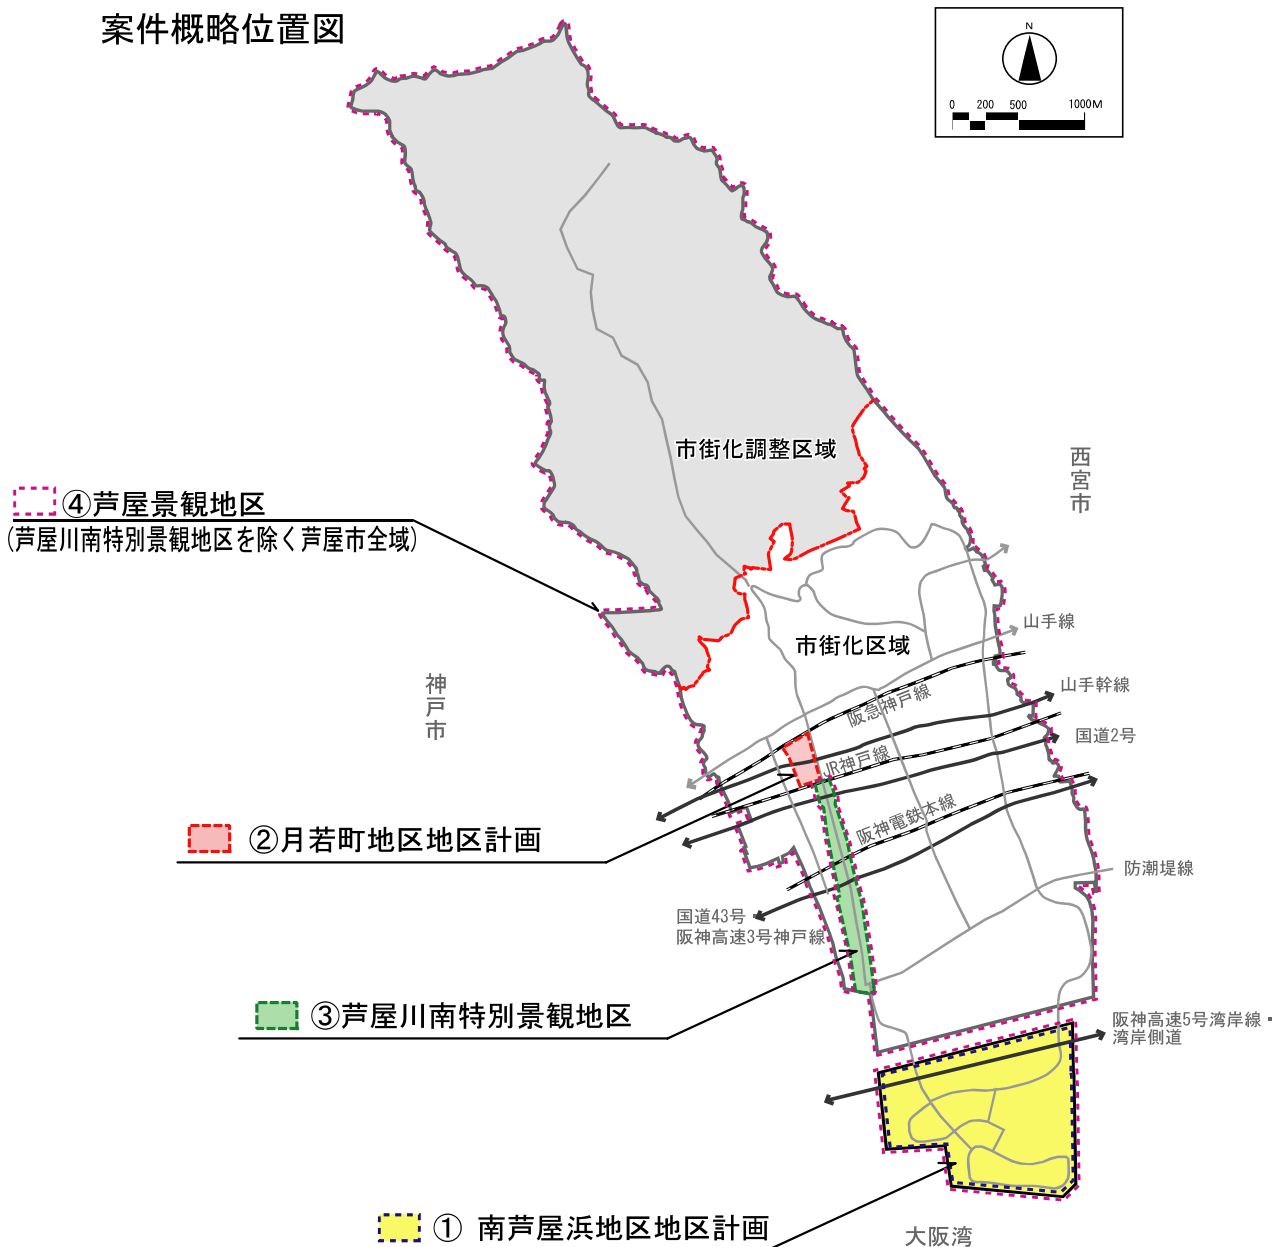 案件概略位置図
N
0 200 500 1000M
市街化調整区域
西宮市
④芦屋景観地区
(芦屋川南特別景観地区を除く芦屋市全域)
山手線
市街化区域
神戸市
山手幹線
阪急神戸線
国道2号
JR神戸線
②月若町地区地区計画
阪神電鉄本線
防潮堤線
国道43号・
阪神高速3号神戸線
③芦屋川南特別景観地区
阪神高速5号湾岸線・
湾岸側道
① 南芦屋浜地区地区計画
大阪湾